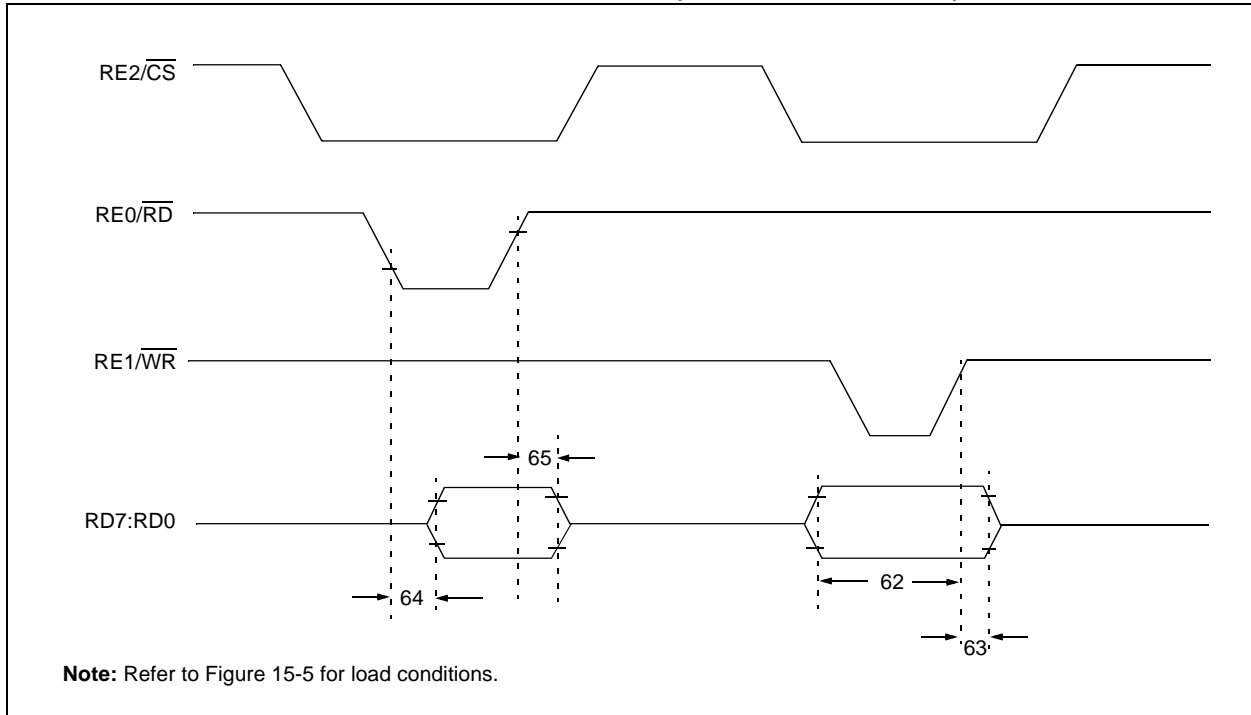 RE2/CS
RE0/RD
RE1/WR
65
RD7:RD0
62
64
63
Note: Refer to Figure 15-5 for load conditions.